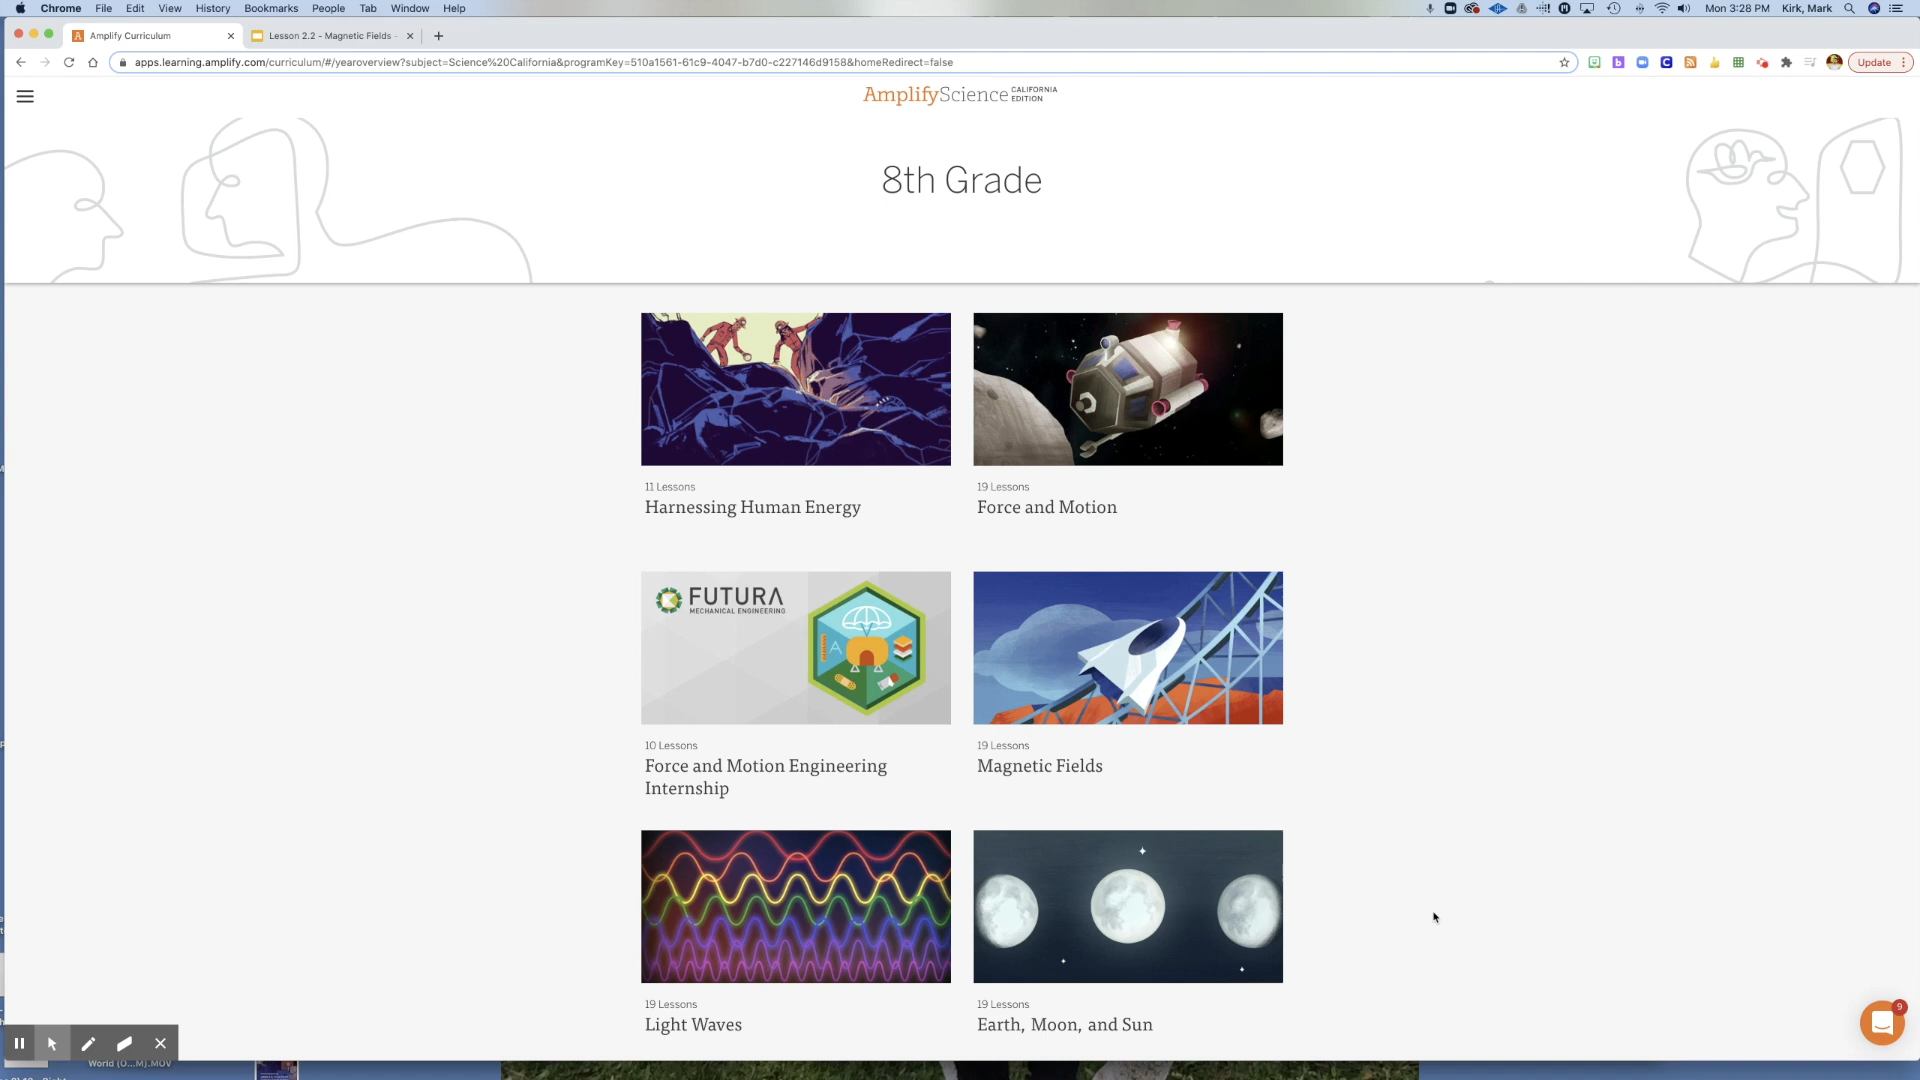 Chrome File Edit View History Bookmarks People Tab Window Help
Mon 3:28 PM Kirk, Mark
Amplify Curriculum
Lesson 2.2 - Magnetic Fields -
apps.learning.amplify.com/curriculum/#/yearoverview?subject=Science%20California&programKey=510a1561-61c9-4047-b7d0-c227146d9158&homeRedirect=false
Update
AmplifyScience CALIFORNIA
EDITION
8th Grade
11 Lessons
Harnessing Human Energy
19 Lessons
Force and Motion
FUTURA
MECHANICAL ENGINEERING
A
10 Lessons
Force and Motion Engineering
Internship
19 Lessons
Magnetic Fields
19 Lessons
Light Waves
19 Lessons
Earth, Moon, and Sun
9
World (O...M).MOV